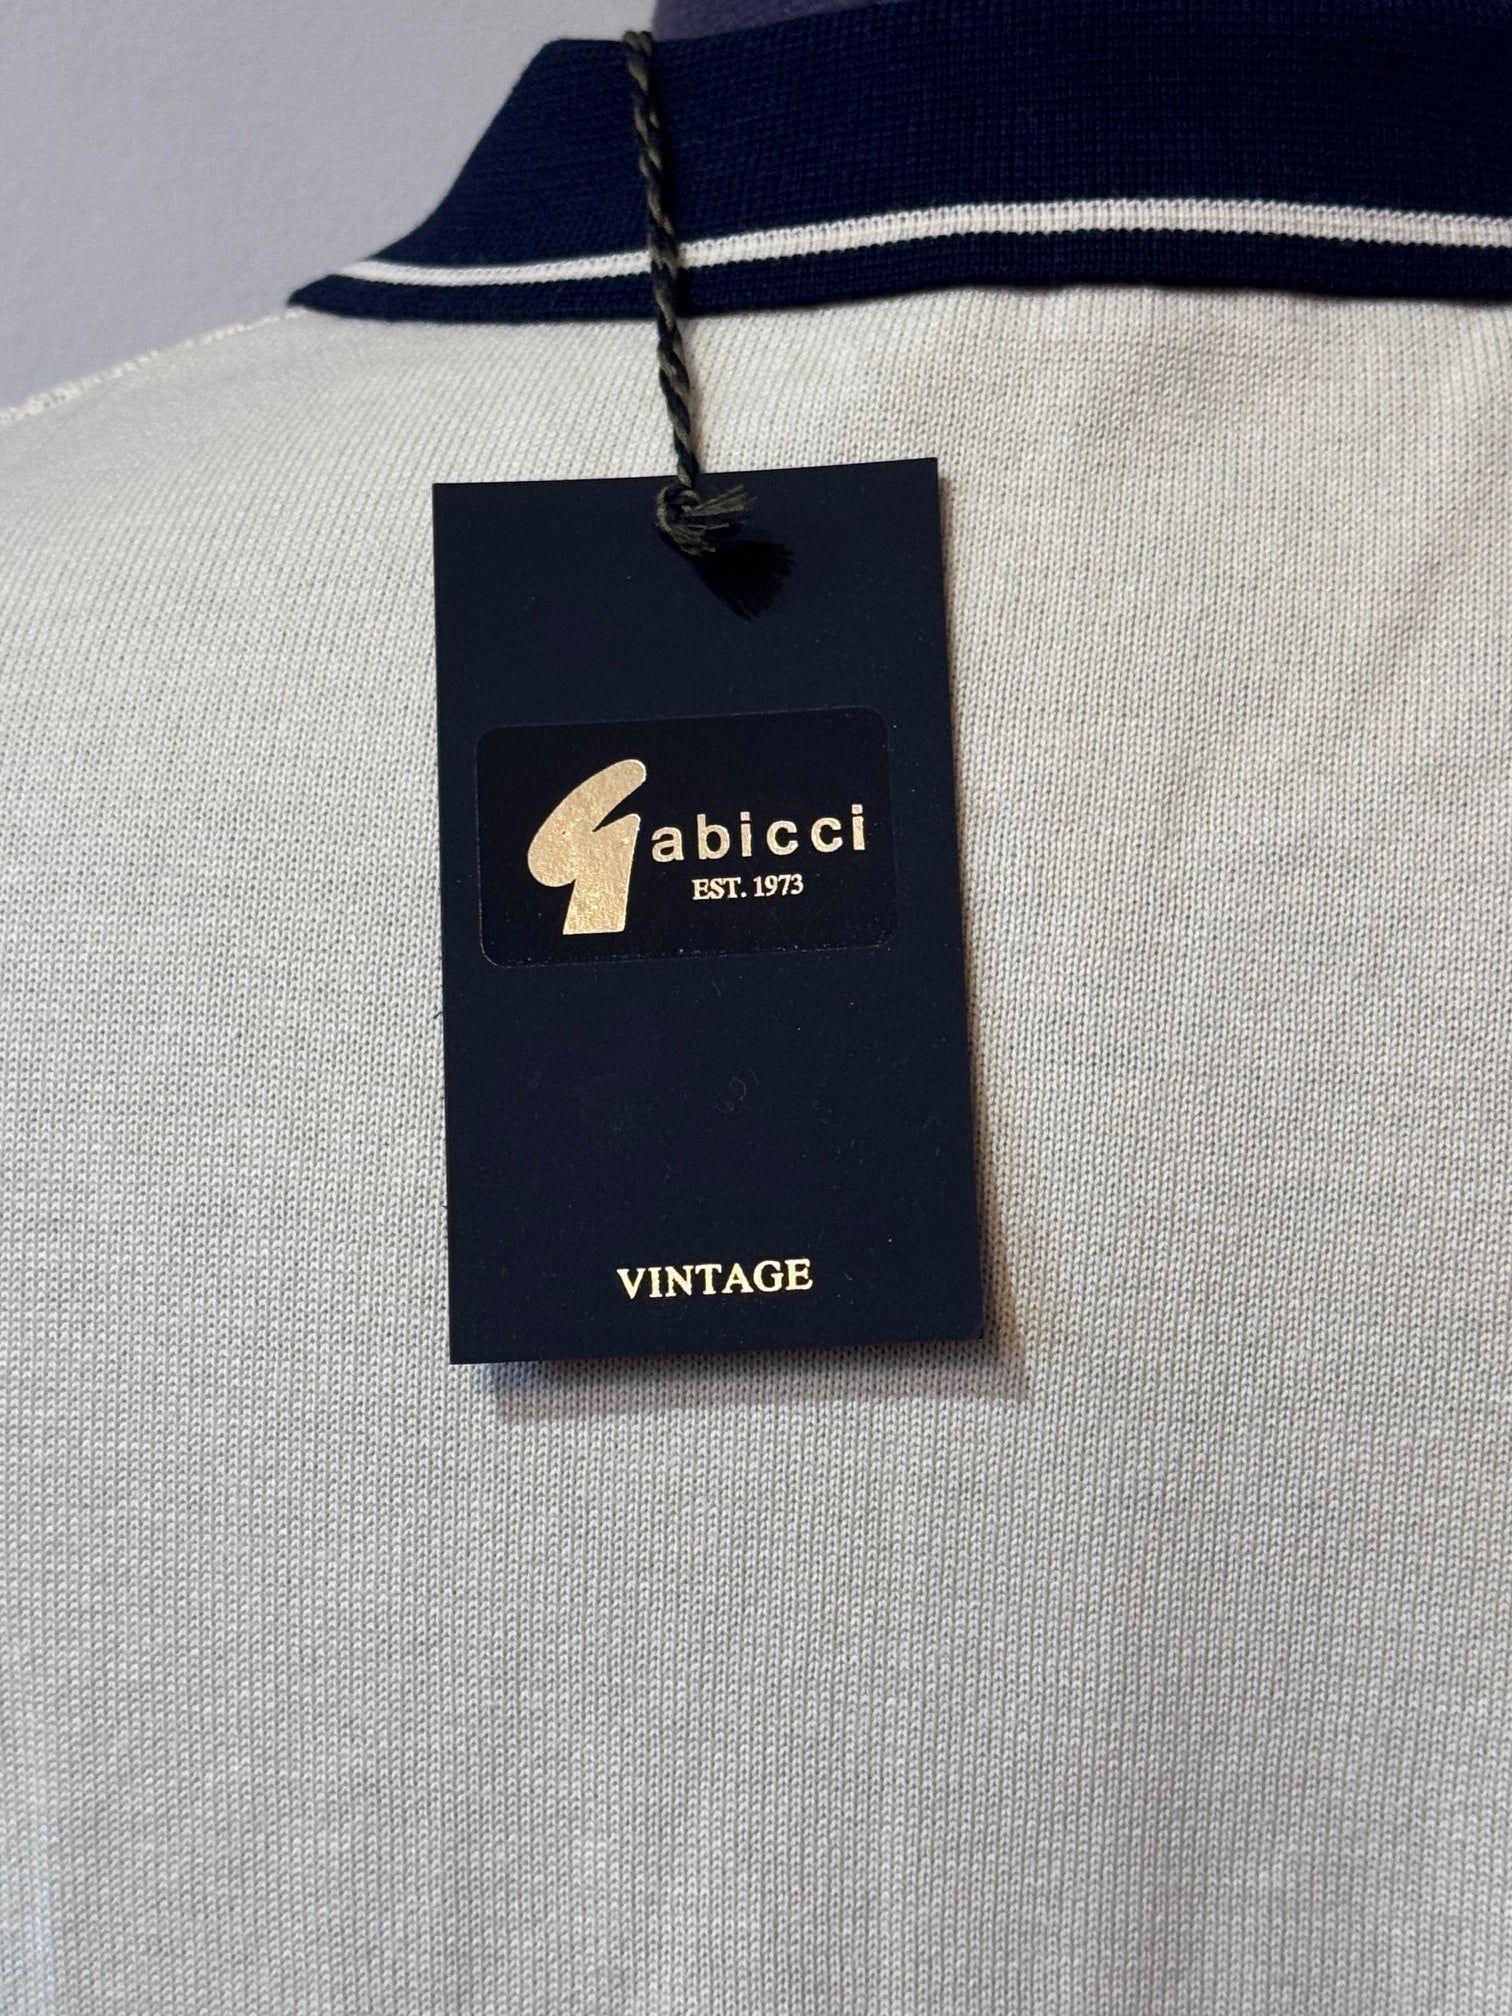 Gabicci
EST. 1973
VINTAGE